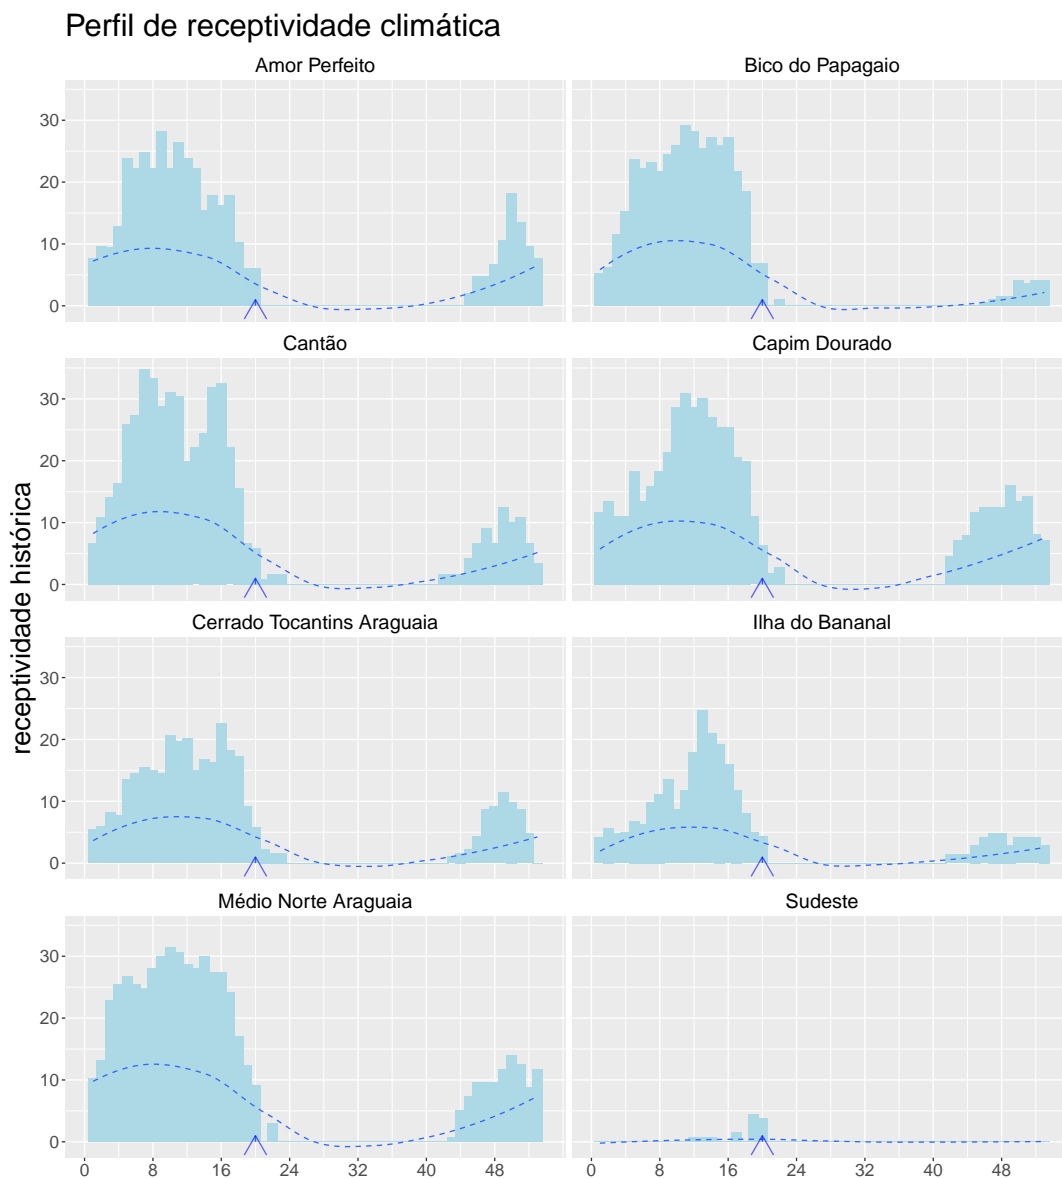 Perfil de receptividade climática
Amor Perfeito
Bico do Papagaio
30
20
10
0
Cantão
Capim Dourado
30
20
10
0
receptividade histórica
Cerrado Tocantins Araguaia
Ilha do Bananal
30
20
10
0
Médio Norte Araguaia
Sudeste
30
20
10
0
0 8 16 24 32 40 48
0 8 16 24 32 40 48